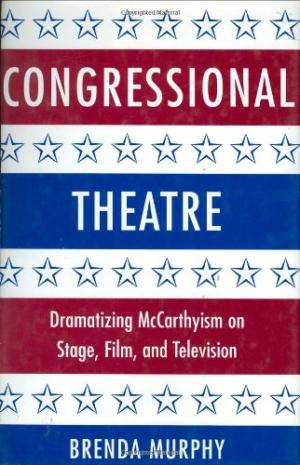 CONGRESSIONAL
THEATRE
Dramatizing McCarthyism on
Stage, Film, and Television
BRENDA MURPHY